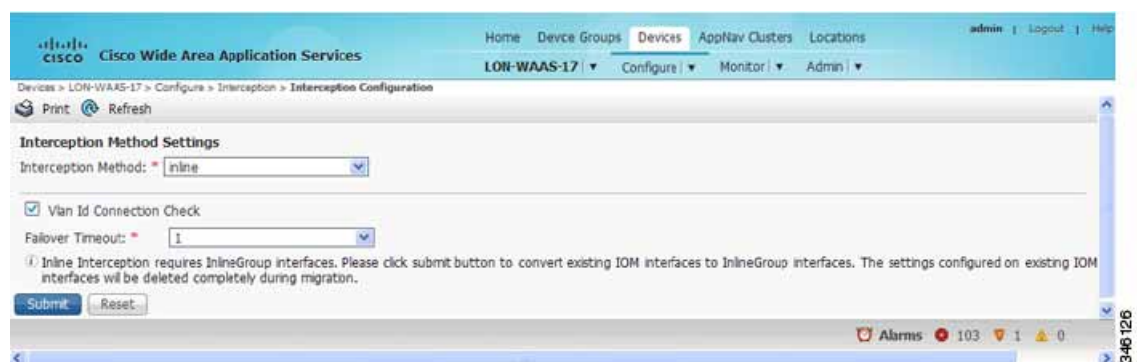 Home Devce Groups Devices AppNav Clusters Locations
admin | Logout | Help
CISCO Cisco Wide Area Application Services
LON-WAAS-17 Configure Monitor Admin
Devices > LON-WAAS-17 > Configure > Interception > Interception Configuration
Print Refresh
Interception Method Settings
Interception Method: * inline
Vlan Id Connection Check
Failover Timeout: * 1
Inline Interception requires InlineGroup interfaces. Please click submit button to convert existing IOM interfaces to InlineGroup interfaces. The settings configured on existing IOM
interfaces will be deleted completely during migration.
Submit Reset
Alarms 103 1 0
346126